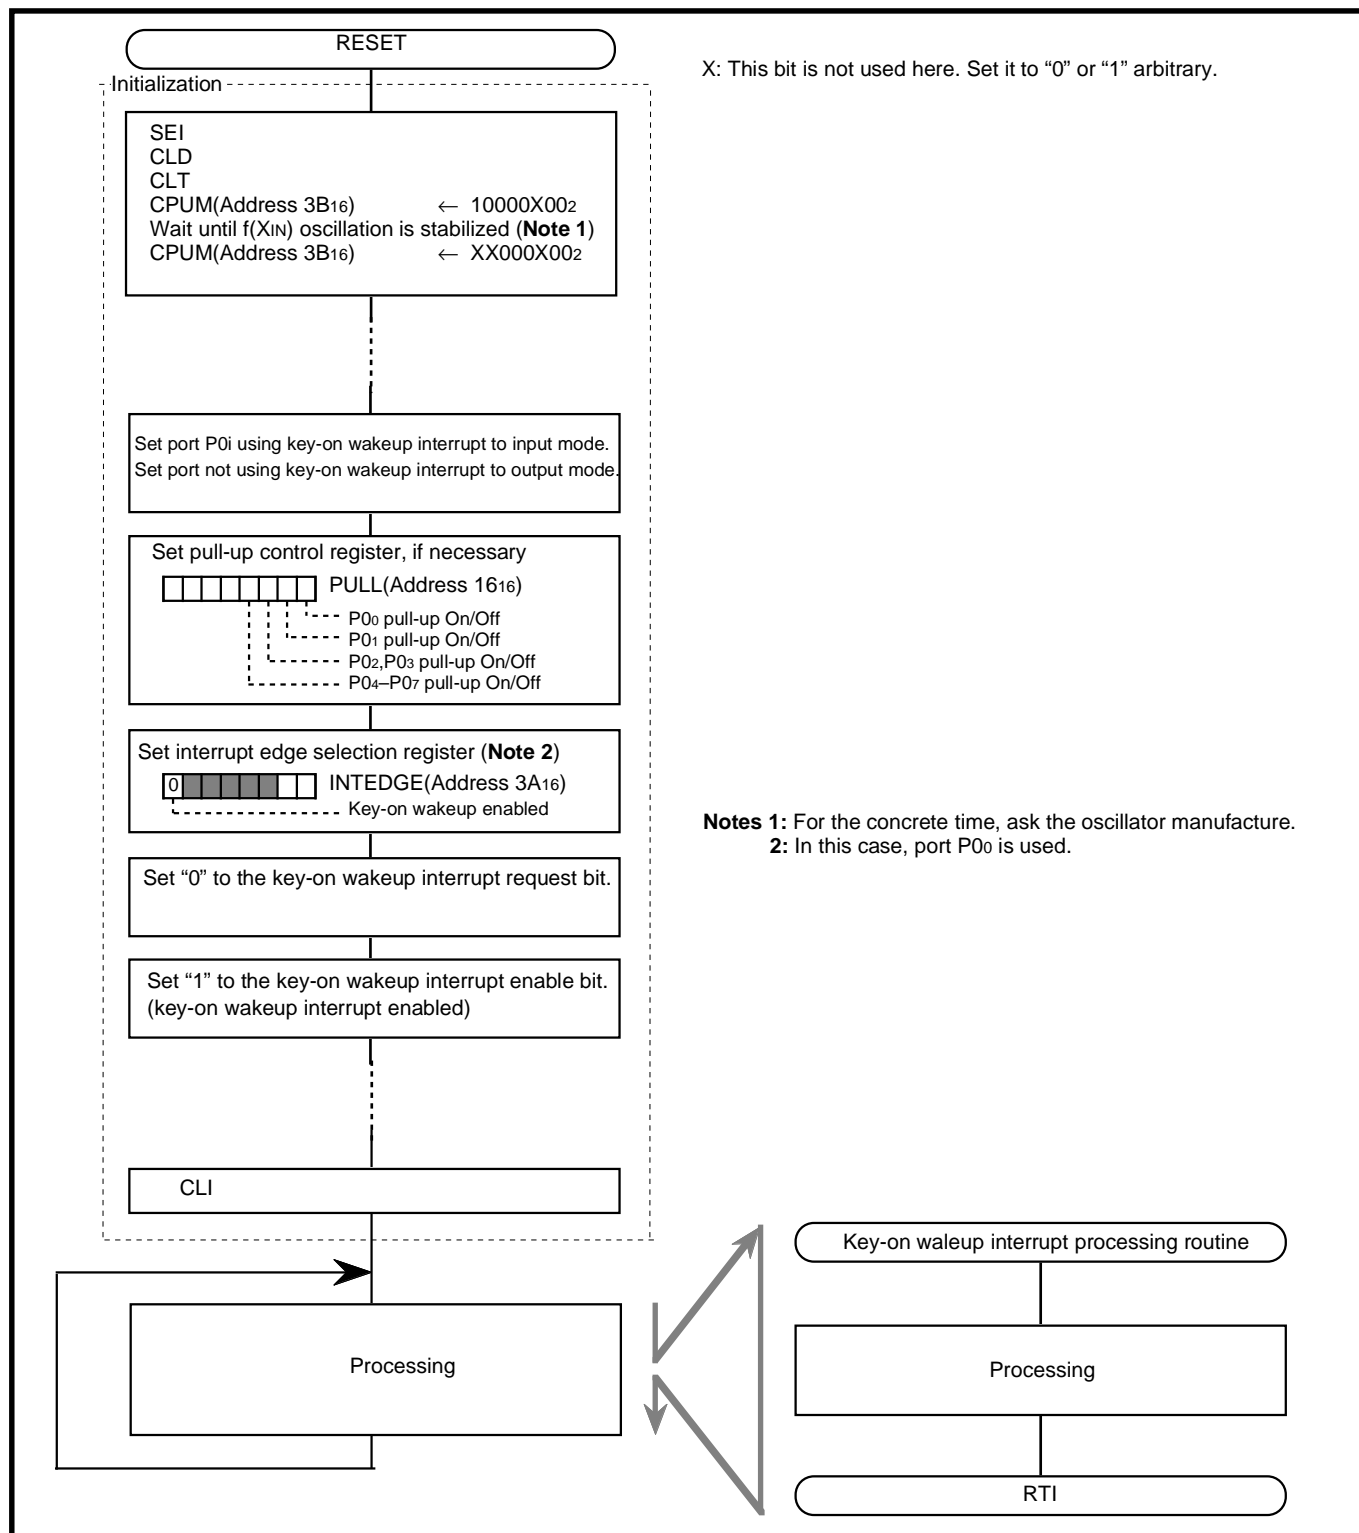 RESET
X: This bit is not used here. Set it to “0” or “1” arbitrary.
Initialization
SEI
CLD
CLT
CPUM(Address 3B16) ← 10000X002
Wait until f(XIN) oscillation is stabilized (Note 1)
CPUM(Address 3B16) ← XX000X002
Set port P0i using key-on wakeup interrupt to input mode.
Set port not using key-on wakeup interrupt to output mode.
Set pull-up control register, if necessary
PULL(Address 1616)
P00 pull-up On/Off
P01 pull-up On/Off
P02,P03 pull-up On/Off
P04–P07 pull-up On/Off
Set interrupt edge selection register (Note 2)
0 INTEDGE(Address 3A16)
Key-on wakeup enabled
Notes 1: For the concrete time, ask the oscillator manufacture.
2: In this case, port P00 is used.
Set “0” to the key-on wakeup interrupt request bit.
Set “1” to the key-on wakeup interrupt enable bit.
(key-on wakeup interrupt enabled)
CLI
Key-on waleup interrupt processing routine
Processing
Processing
RTI